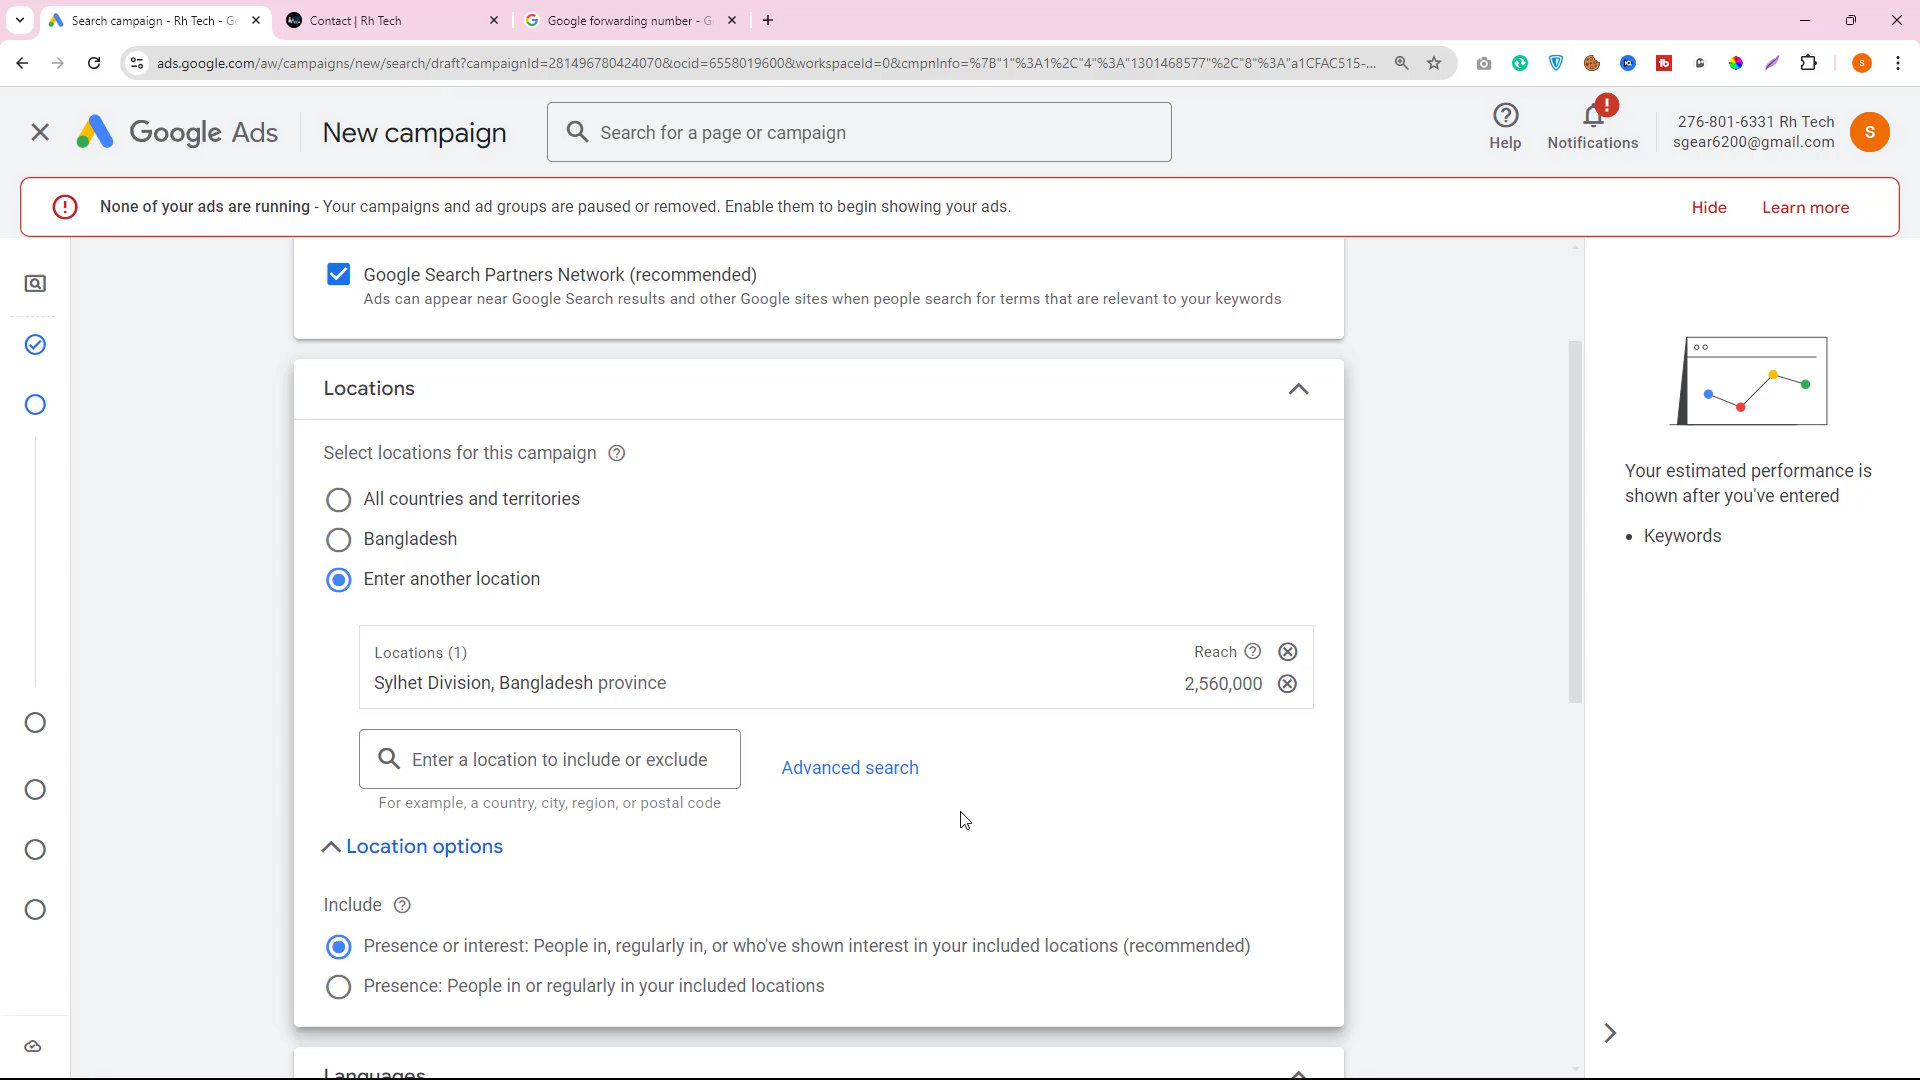 Search campaign - Rh Tech - Go
Contact | Rh Tech
Google forwarding number - G
ads.google.com/aw/campaigns/new/search/draft?campaignId=281496780424070&ocid=6558019600&workspaceId=0&cmpnInfo=%7B"1"%3A1%2C"4"%3A"1301468577"%2C"8"%3A"a1CFAC515-...
S
Google Ads
New campaign
Search for a page or campaign
Help
Notifications
276-801-6331 Rh Tech
sgear6200@gmail.com
S
None of your ads are running - Your campaigns and ad groups are paused or removed. Enable them to begin showing your ads.
Hide
Learn more
Google Search Partners Network (recommended)
Ads can appear near Google Search results and other Google sites when people search for terms that are relevant to your keywords
Locations
Select locations for this campaign
All countries and territories
Bangladesh
Enter another location
Locations (1)
Reach
Sylhet Division, Bangladesh province
2,560,000
Enter a location to include or exclude
Advanced search
For example, a country, city, region, or postal code
Location options
Include
Presence or interest: People in, regularly in, or who've shown interest in your included locations (recommended)
Presence: People in or regularly in your included locations
Languages
Your estimated performance is
shown after you've entered
• Keywords